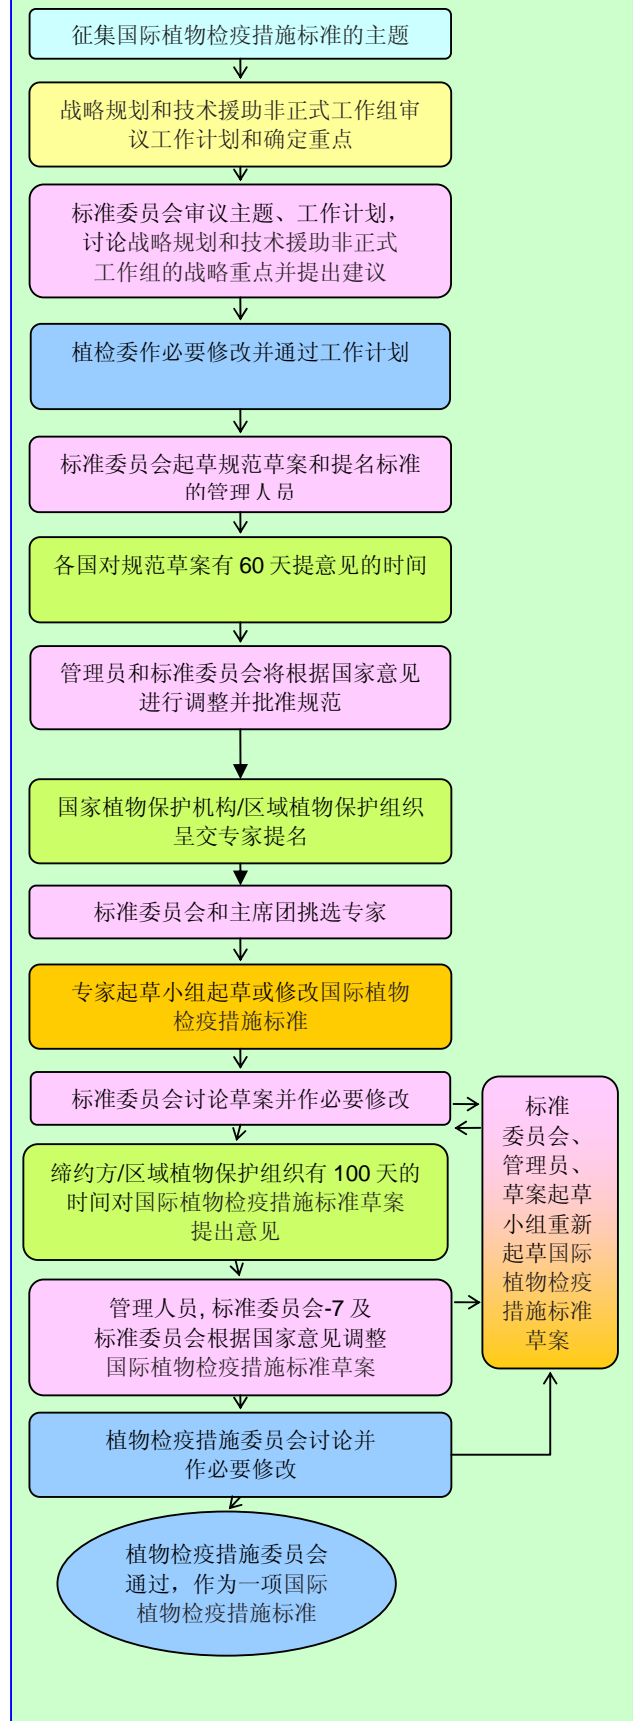 征集国际植物检疫措施标准的主题
战略规划和技术援助非正式工作组审
议工作计划和确定重点
标准委员会审议主题、工作计划，
讨论战略规划和技术援助非正式
工作组的战略重点并提出建议
植检委作必要修改并通过工作计划
标准委员会起草规范草案和提名标准
的管理人员
各国对规范草案有 60 天提意见的时间
管理员和标准委员会将根据国家意见
进行调整并批准规范
国家植物保护机构/区域植物保护组织
呈交专家提名
标准委员会和主席团挑选专家
专家起草小组起草或修改国际植物
检疫措施标准
标准委员会讨论草案并作必要修改
缔约方/区域植物保护组织有 100 天的
时间对国际植物检疫措施标准草案
提出意见
管理人员, 标准委员会-7 及
标准委员会根据国家意见调整
国际植物检疫措施标准草案
标准
委员会、
管理员、
草案起草
小组重新
起草国际
植物检疫
措施标准
草案
植物检疫措施委员会讨论并
作必要修改
植物检疫措施委员会
通过，作为一项国际
植物检疫措施标准